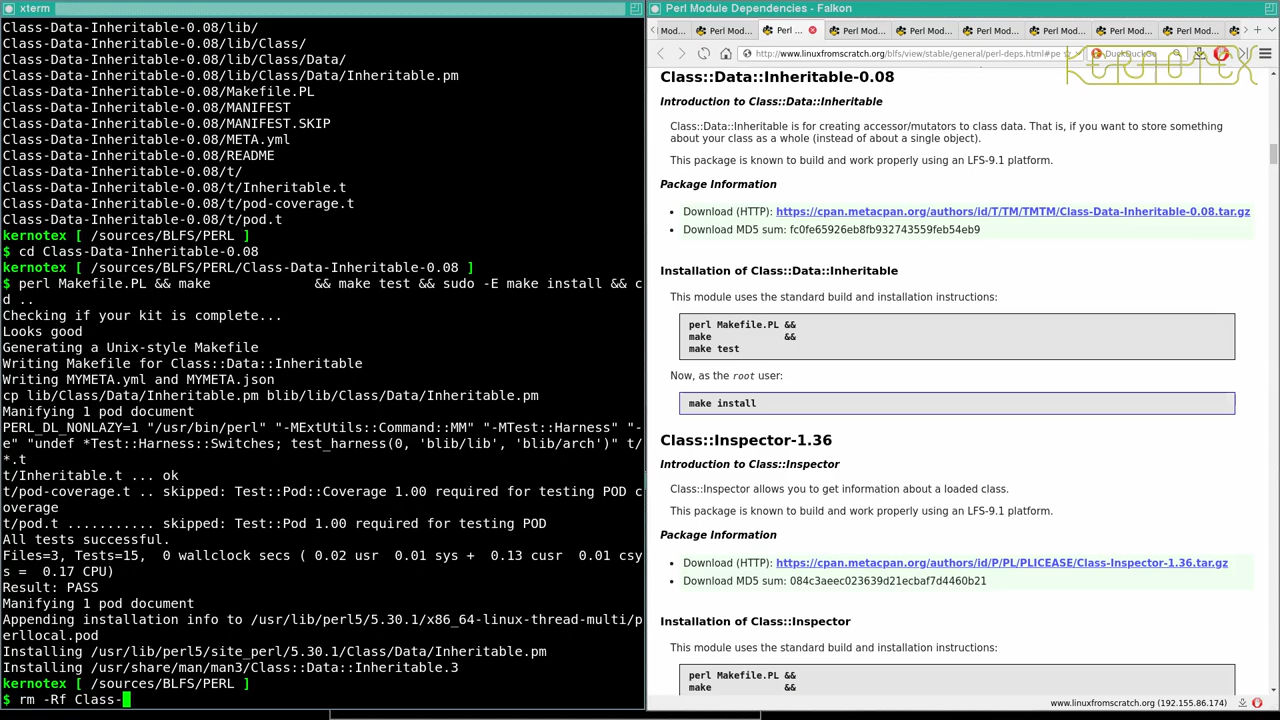 xterm
Class-Data-Inheritable-0.08/lib/
Class-Data-Inheritable-0.08/lib/Class/
Class-Data-Inheritable-0.08/lib/Class/Data/
Class-Data-Inheritable-0.08/lib/Class/Data/Inheritable.pm
Class-Data-Inheritable-0.08/Makefile.PL
Class-Data-Inheritable-0.08/MANIFEST
Class-Data-Inheritable-0.08/MANIFEST.SKIP
Class-Data-Inheritable-0.08/META.yml
Class-Data-Inheritable-0.08/README
Class-Data-Inheritable-0.08/t/
Class-Data-Inheritable-0.08/t/Inheritable.t
Class-Data-Inheritable-0.08/t/pod-coverage.t
Class-Data-Inheritable-0.08/t/pod.t
kernotex [ /sources/BLFS/PERL ]
$ cd Class-Data-Inheritable-0.08
kernotex [ /sources/BLFS/PERL/Class-Data-Inheritable-0.08 ]
$ perl Makefile.PL && make             && make test && sudo -E make install && c
d ..
Checking if your kit is complete...
Looks good
Generating a Unix-style Makefile
Writing Makefile for Class::Data::Inheritable
Writing MYMETA.yml and MYMETA.json
cp lib/Class/Data/Inheritable.pm blib/lib/Class/Data/Inheritable.pm
Manifying 1 pod document
PERL_DL_NONLAZY=1 "/usr/bin/perl" "-MExtUtils::Command::MM" "-MTest::Harness" "-
e" "undef *Test::Harness::Switches; test_harness(0, 'blib/lib', 'blib/arch')" t/
*.t
t/Inheritable.t ... ok
t/pod-coverage.t .. skipped: Test::Pod::Coverage 1.00 required for testing POD c
overage
t/pod.t ........... skipped: Test::Pod 1.00 required for testing POD
All tests successful.
Files=3, Tests=15,  0 wallclock secs ( 0.02 usr  0.01 sys +  0.13 cusr  0.01 csy
s =  0.17 CPU)
Result: PASS
Manifying 1 pod document
Appending installation info to /usr/lib/perl5/5.30.1/x86_64-linux-thread-multi/p
erllocal.pod
Installing /usr/lib/perl5/site_perl/5.30.1/Class/Data/Inheritable.pm
Installing /usr/share/man/man3/Class::Data::Inheritable.3
kernotex [ /sources/BLFS/PERL ]
$ rm -Rf Class-
Perl Module Dependencies - Falkon
Mod... Perl Mod... Perl ... Perl Mod... Perl Mod... Perl Mod... Perl Mod... Perl Mod... Perl Mod...
http://www.linuxfromscratch.org/blfs/view/stable/general/perl-deps.html#pe DuckDuckGo
KERNOTEX
Class::Data::Inheritable-0.08
Introduction to Class::Data::Inheritable
Class::Data::Inheritable is for creating accessor/mutators to class data. That is, if you want to store something
about your class as a whole (instead of about a single object).
This package is known to build and work properly using an LFS-9.1 platform.
Package Information
• Download (HTTP): https://cpan.metacpan.org/authors/id/T/TM/TMTM/Class-Data-Inheritable-0.08.tar.gz
• Download MD5 sum: fc0fe65926eb8fb932743559feb54eb9
Installation of Class::Data::Inheritable
This module uses the standard build and installation instructions:
perl Makefile.PL &&
make             &&
make test
Now, as the root user:
make install
Class::Inspector-1.36
Introduction to Class::Inspector
Class::Inspector allows you to get information about a loaded class.
This package is known to build and work properly using an LFS-9.1 platform.
Package Information
• Download (HTTP): https://cpan.metacpan.org/authors/id/P/PL/PLICEASE/Class-Inspector-1.36.tar.gz
• Download MD5 sum: 084c3aeec023639d21ecbaf7d4460b21
Installation of Class::Inspector
This module uses the standard build and installation instructions:
perl Makefile.PL &&
make             &&
www.linuxfromscratch.org (192.155.86.174)